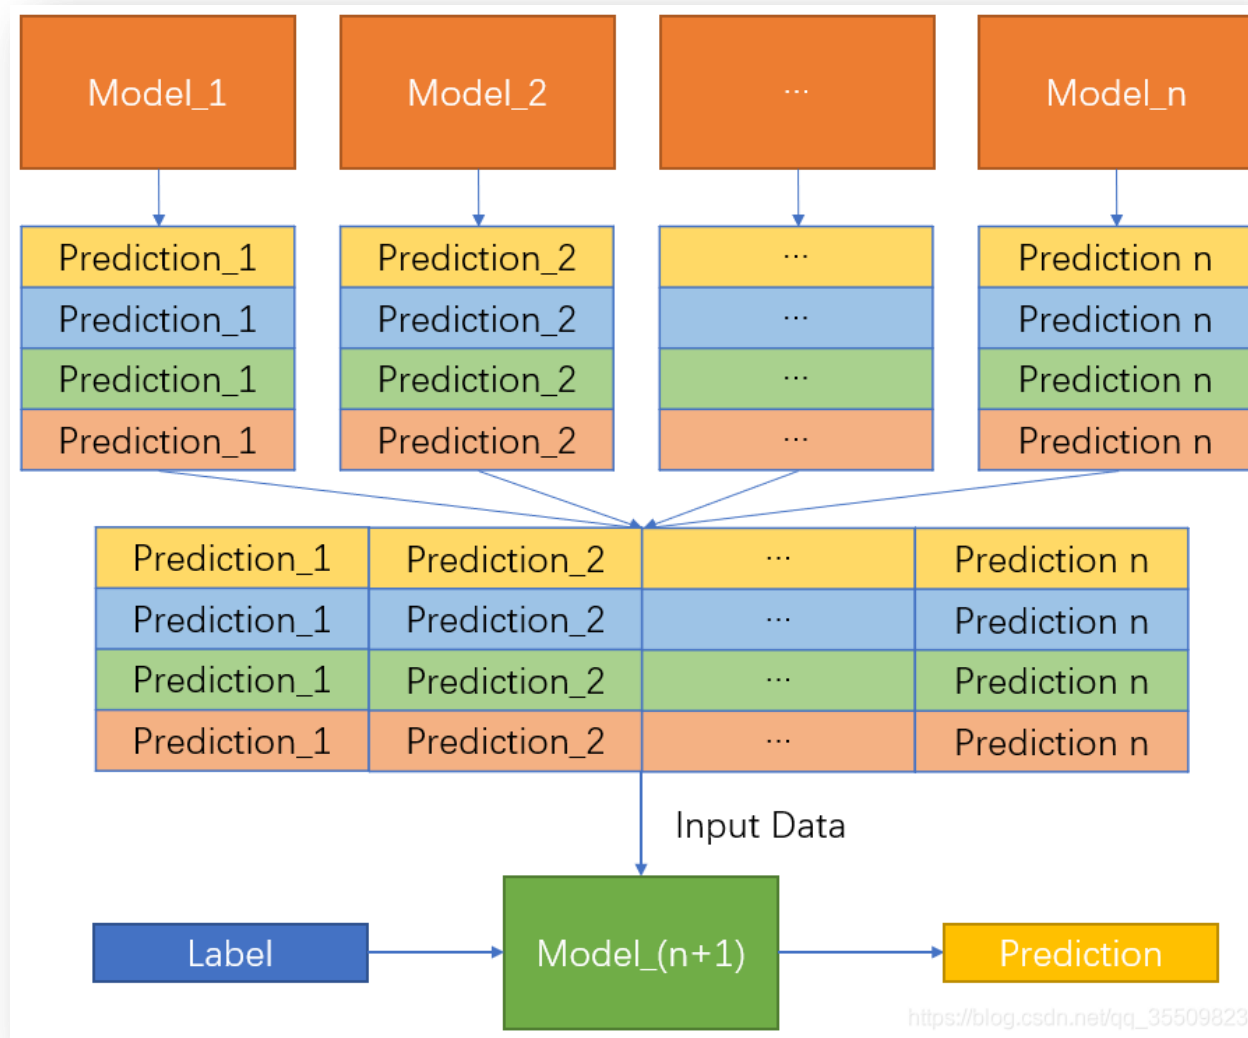 Model_1 Model_2 ... Model_n
Prediction_1 Prediction_2 ... Prediction n
Prediction_1 Prediction_2 ... Prediction n
Prediction_1 Prediction_2 ... Prediction n
Prediction_1 Prediction_2 ... Prediction n
Prediction_1 Prediction_2 ... Prediction n
Prediction_1 Prediction_2 ... Prediction n
Prediction_1 Prediction_2 ... Prediction n
Prediction_1 Prediction_2 ... Prediction n
Input Data
Label Model_(n+1) Prediction
https://blog.csdn.net/qq_35509823